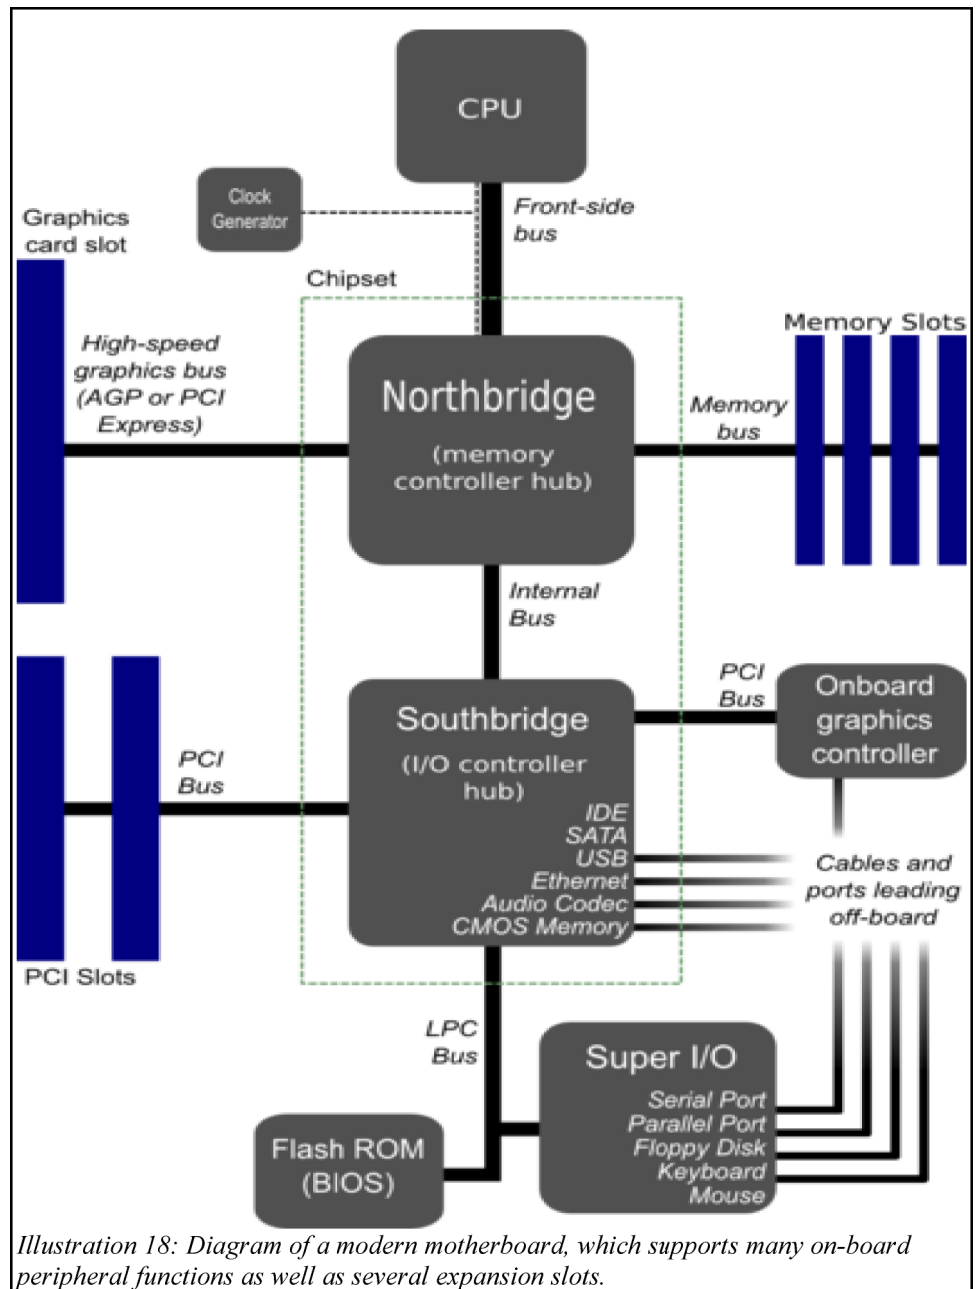 CPU
Clock
Generator
Front-side
bus
Graphics
card slot
Chipset
High-speed
graphics bus
(AGP or PCI
Express)
Northbridge
(memory
controller hub)
Memory Slots
Memory
bus
Internal
Bus
PCI
Bus
Onboard
graphics
controller
Southbridge
(I/O controller
hub)
PCI
Bus
IDE
SATA
USB
Ethernet
Audio Codec
CMOS Memory
Cables and
ports leading
off-board
PCI Slots
LPC
Bus
Super I/O
Serial Port
Parallel Port
Floppy Disk
Keyboard
Mouse
Flash ROM
(BIOS)
Illustration 18: Diagram of a modern motherboard, which supports many on-board
peripheral functions as well as several expansion slots.